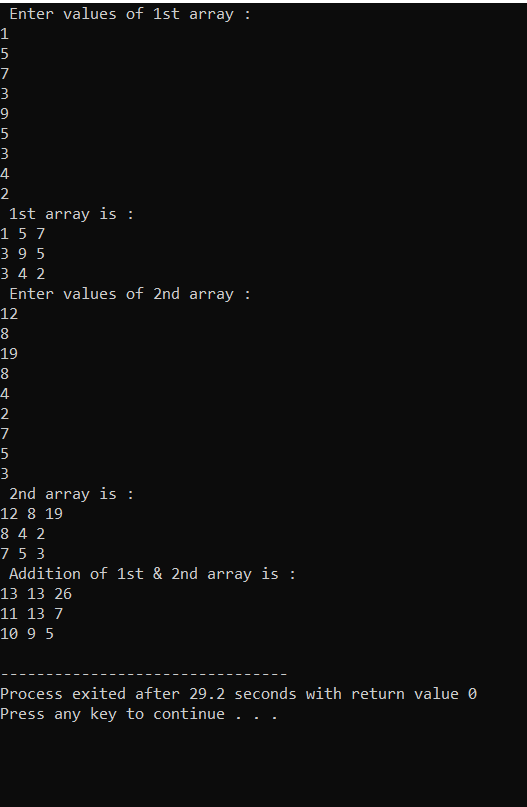 Enter values of 1st array :
1
5
7
3
9
5
3
4
2
1st array is :
1 5 7
3 9 5
3 4 2
Enter values of 2nd array :
12
8
19
8
4
2
7
5
3
2nd array is :
12 8 19
8 4 2
7 5 3
Addition of 1st & 2nd array is :
13 13 26
11 13 7
10 9 5
--------------------------------
Process exited after 29.2 seconds with return value 0
Press any key to continue . . .